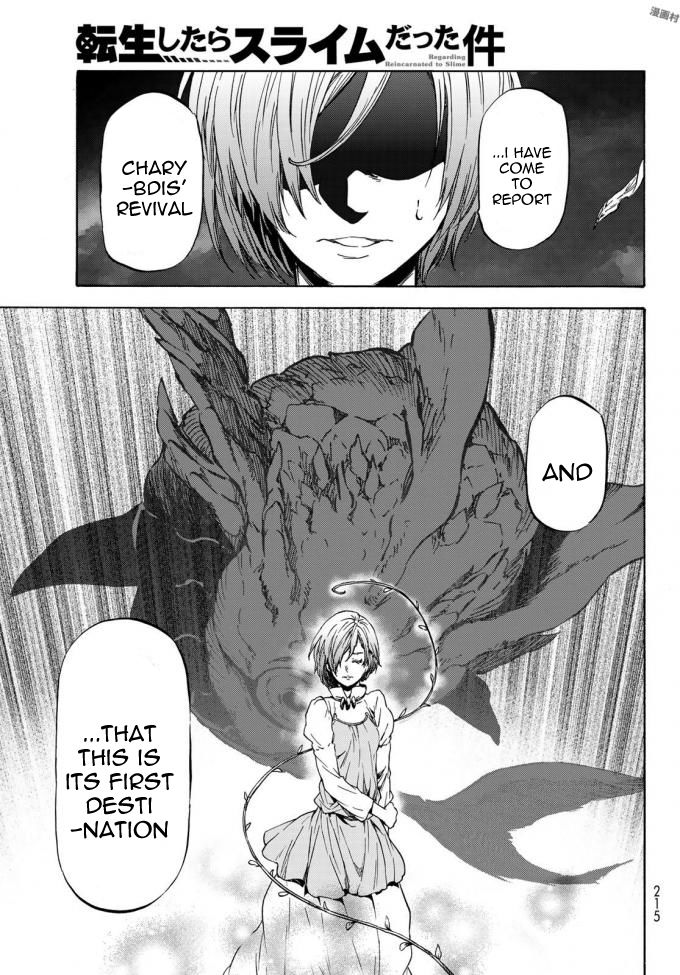 漫画村
転生したらスライムだった件
Regarding
Reincarnated to Slime
...I HAVE
COME
TO
REPORT
CHARY
-BDIS'
REVIVAL
AND
...THAT
THIS IS
ITS FIRST
DESTI
-NATION
215